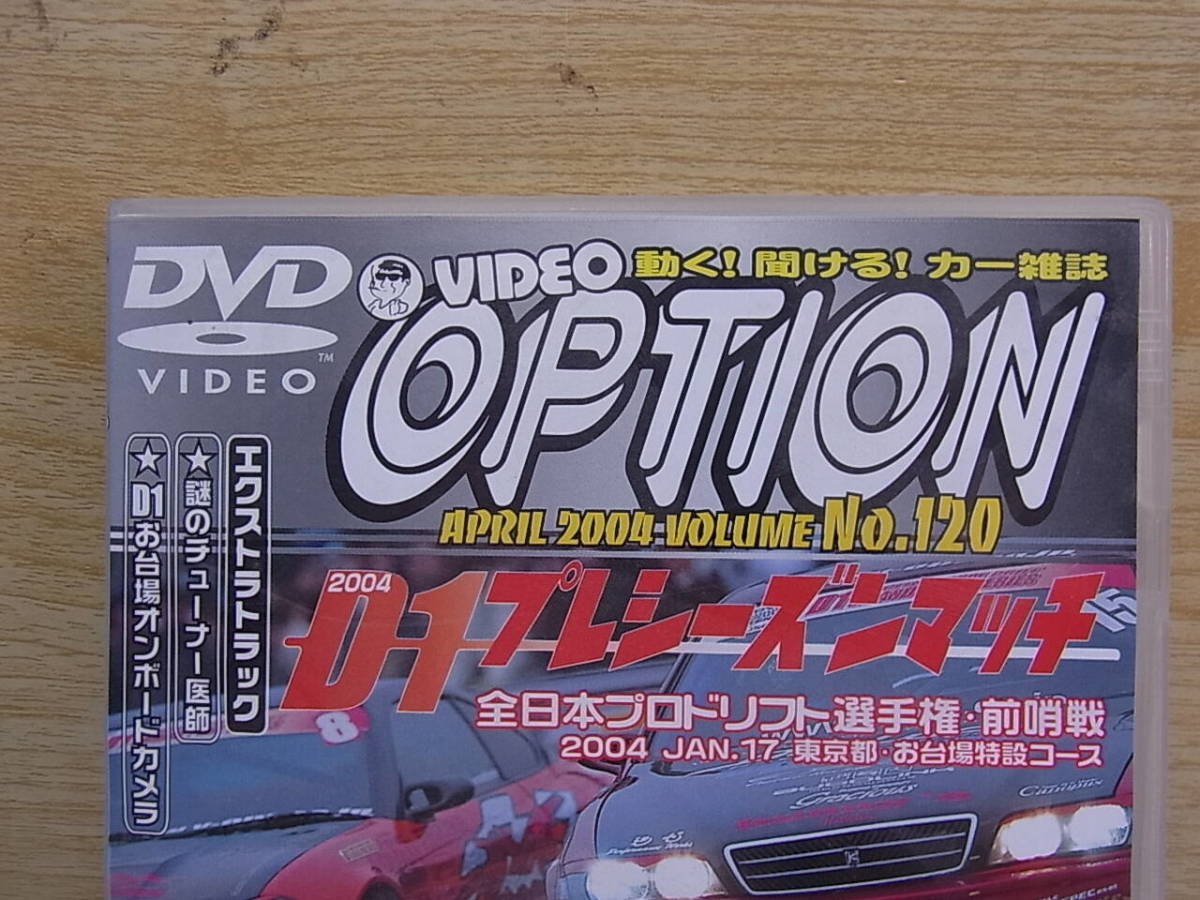 DVD
VIDEO
TM
VIDEO
動く!聞ける!カー雑誌
OPTION
APRIL 2004 VOLUME No.120
エクストラトラック
★謎のチューナー医師
★D1お台場オンボードカメラ
2004
D1プレシーズンマッチ
全日本プロドリフト選手権・前哨戦
2004 JAN.17 東京都・お台場特設コース
15
8
Gracious